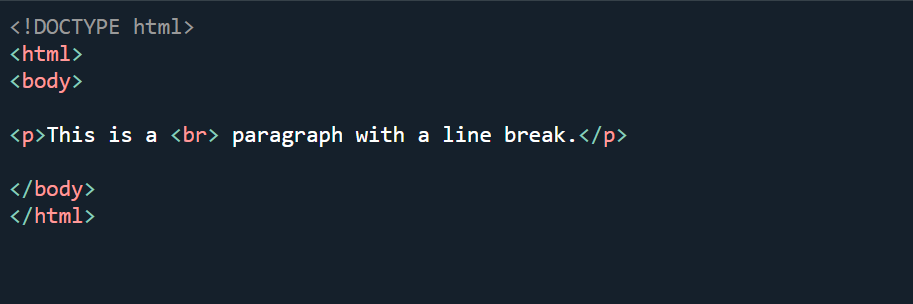 <!DOCTYPE html>
<html>
<body>
<p>This is a <br> paragraph with a line break.</p>
</body>
</html>